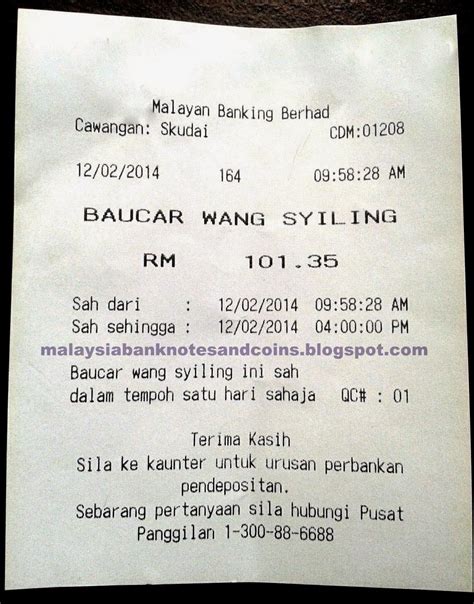 Malayan Banking Berhad
Cawangan: Skudai CDM:01208
12/02/2014 164 09:58:28 AM
BAUCAR WANG SYILING
RM 101.35
Sah dari : 12/02/2014 09:58:28 AM
Sah sehingga : 12/02/2014 04:00:00 PM
malaysiabanknotesandcoins.blogspot.com
Baucar wang syiling ini sah
dalam tempoh satu hari sahaja QC# : 01
Terima Kasih
Sila ke kaunter untuk urusan perbankan
pendepositan.
Sebarang pertanyaan sila hubungi Pusat
Panggilan 1-300-88-6688